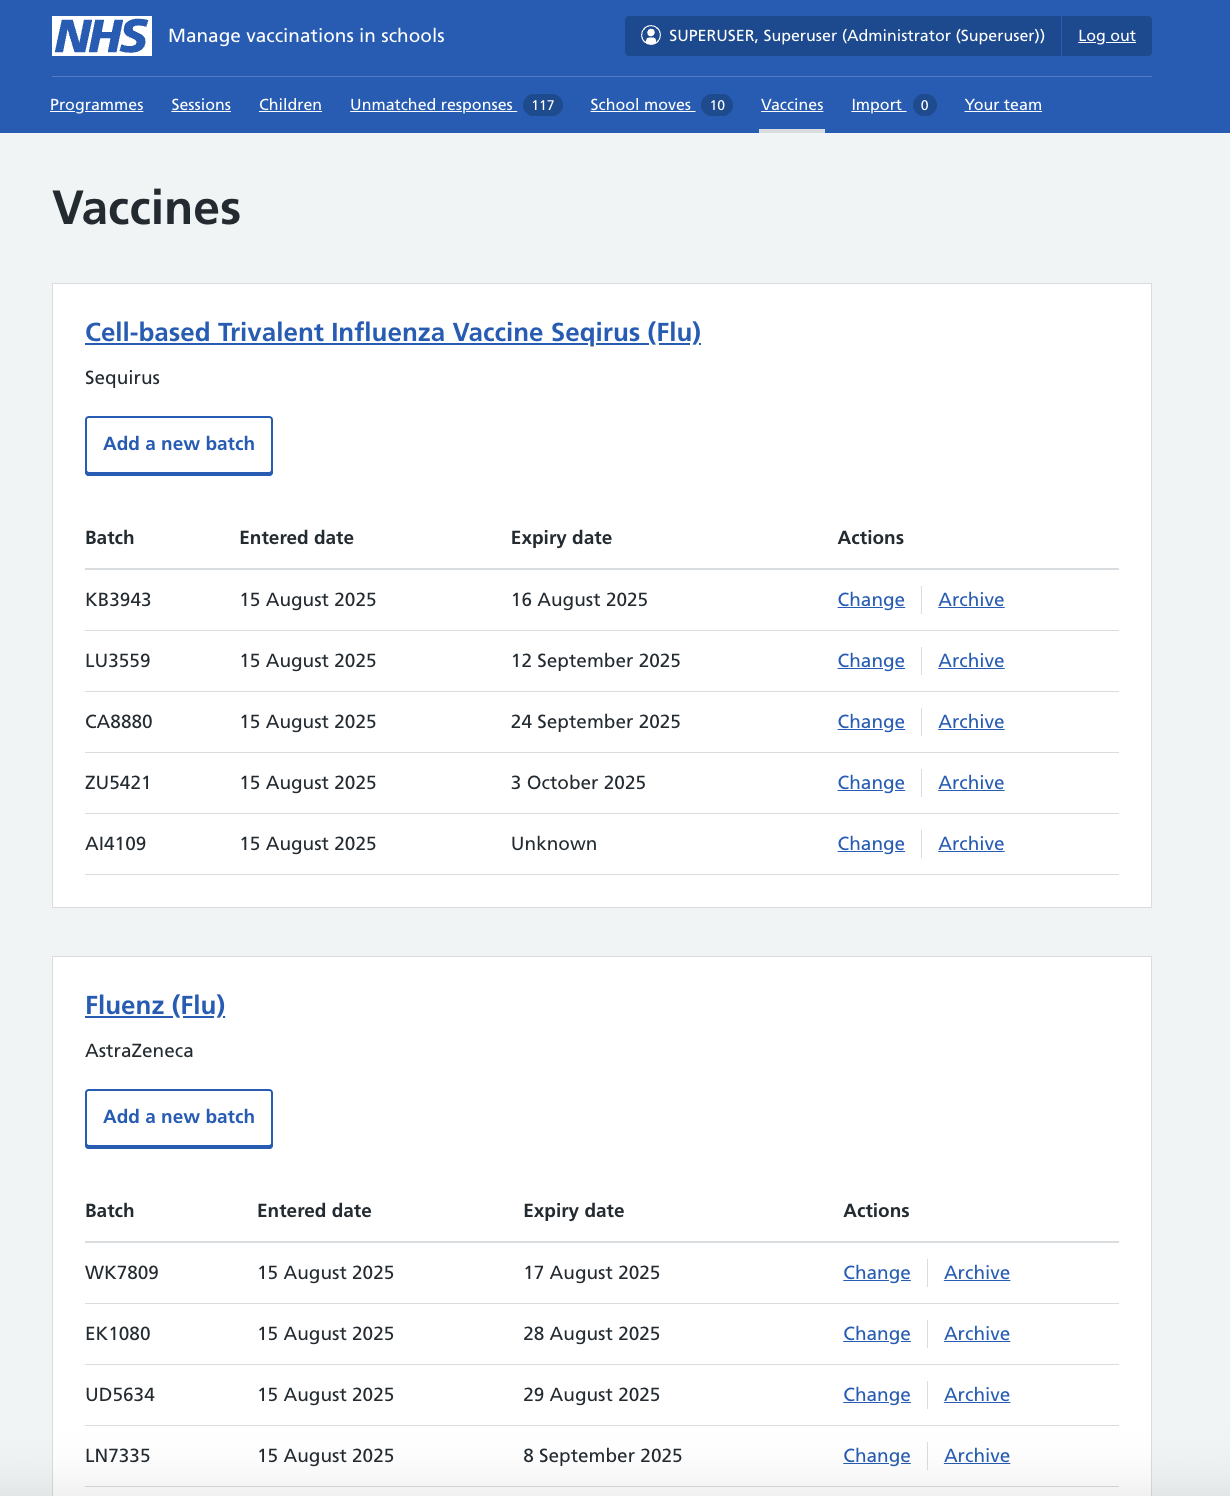 NHS Manage vaccinations in schools SUPERUSER, Superuser (Administrator (Superuser)) Log out
Programmes Sessions Children Unmatched responses 117 School moves 10 Vaccines Import 0 Your team
Vaccines
Cell-based Trivalent Influenza Vaccine Seqirus (Flu)
Sequirus
Add a new batch
Batch Entered date Expiry date Actions
KB3943 15 August 2025 16 August 2025 Change Archive
LU3559 15 August 2025 12 September 2025 Change Archive
CA8880 15 August 2025 24 September 2025 Change Archive
ZU5421 15 August 2025 3 October 2025 Change Archive
AI4109 15 August 2025 Unknown Change Archive
Fluenz (Flu)
AstraZeneca
Add a new batch
Batch Entered date Expiry date Actions
WK7809 15 August 2025 17 August 2025 Change Archive
EK1080 15 August 2025 28 August 2025 Change Archive
UD5634 15 August 2025 29 August 2025 Change Archive
LN7335 15 August 2025 8 September 2025 Change Archive